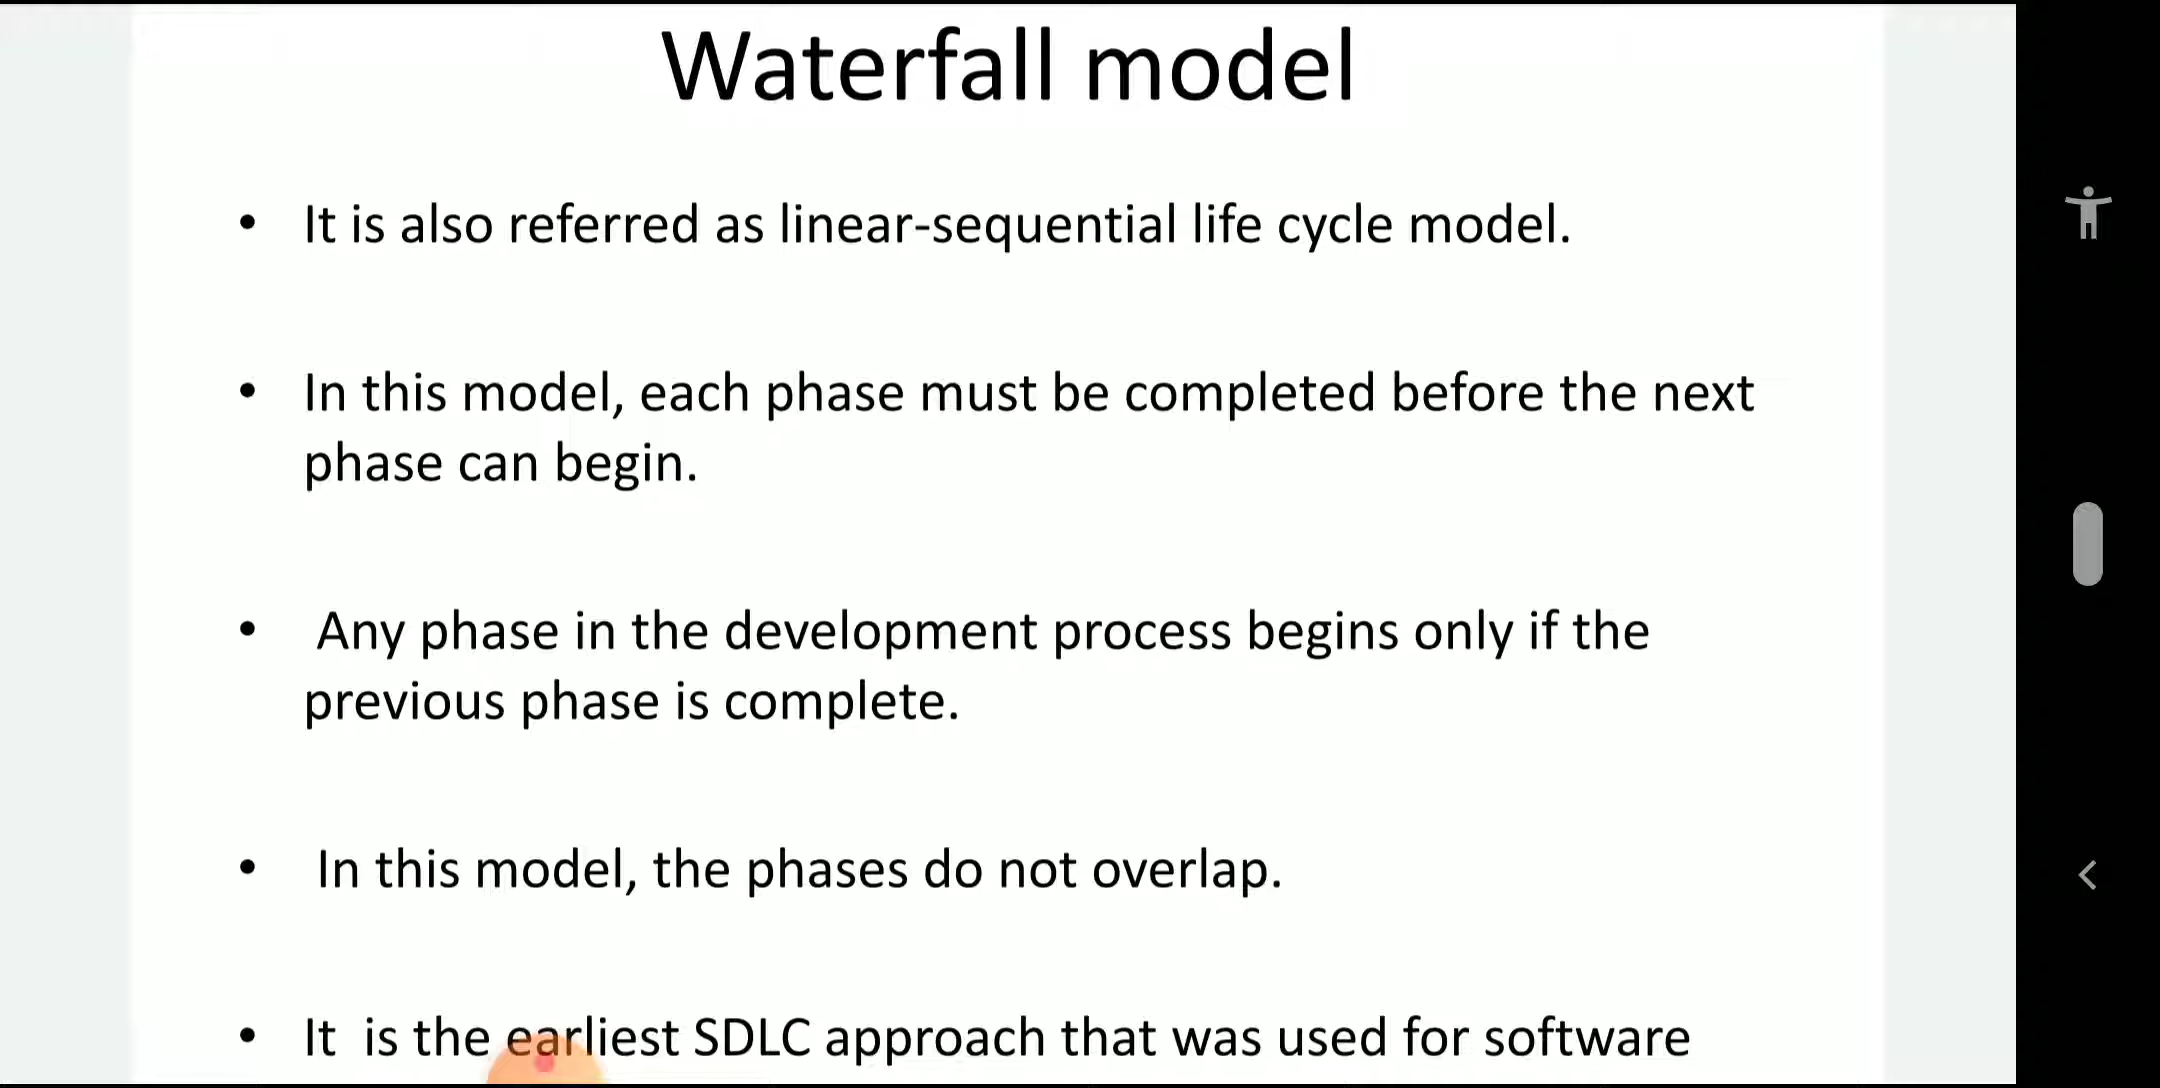 Waterfall model
• It is also referred as linear-sequential life cycle model.
• In this model, each phase must be completed before the next
phase can begin.
• Any phase in the development process begins only if the
previous phase is complete.
• In this model, the phases do not overlap.
• It is the earliest SDLC approach that was used for software